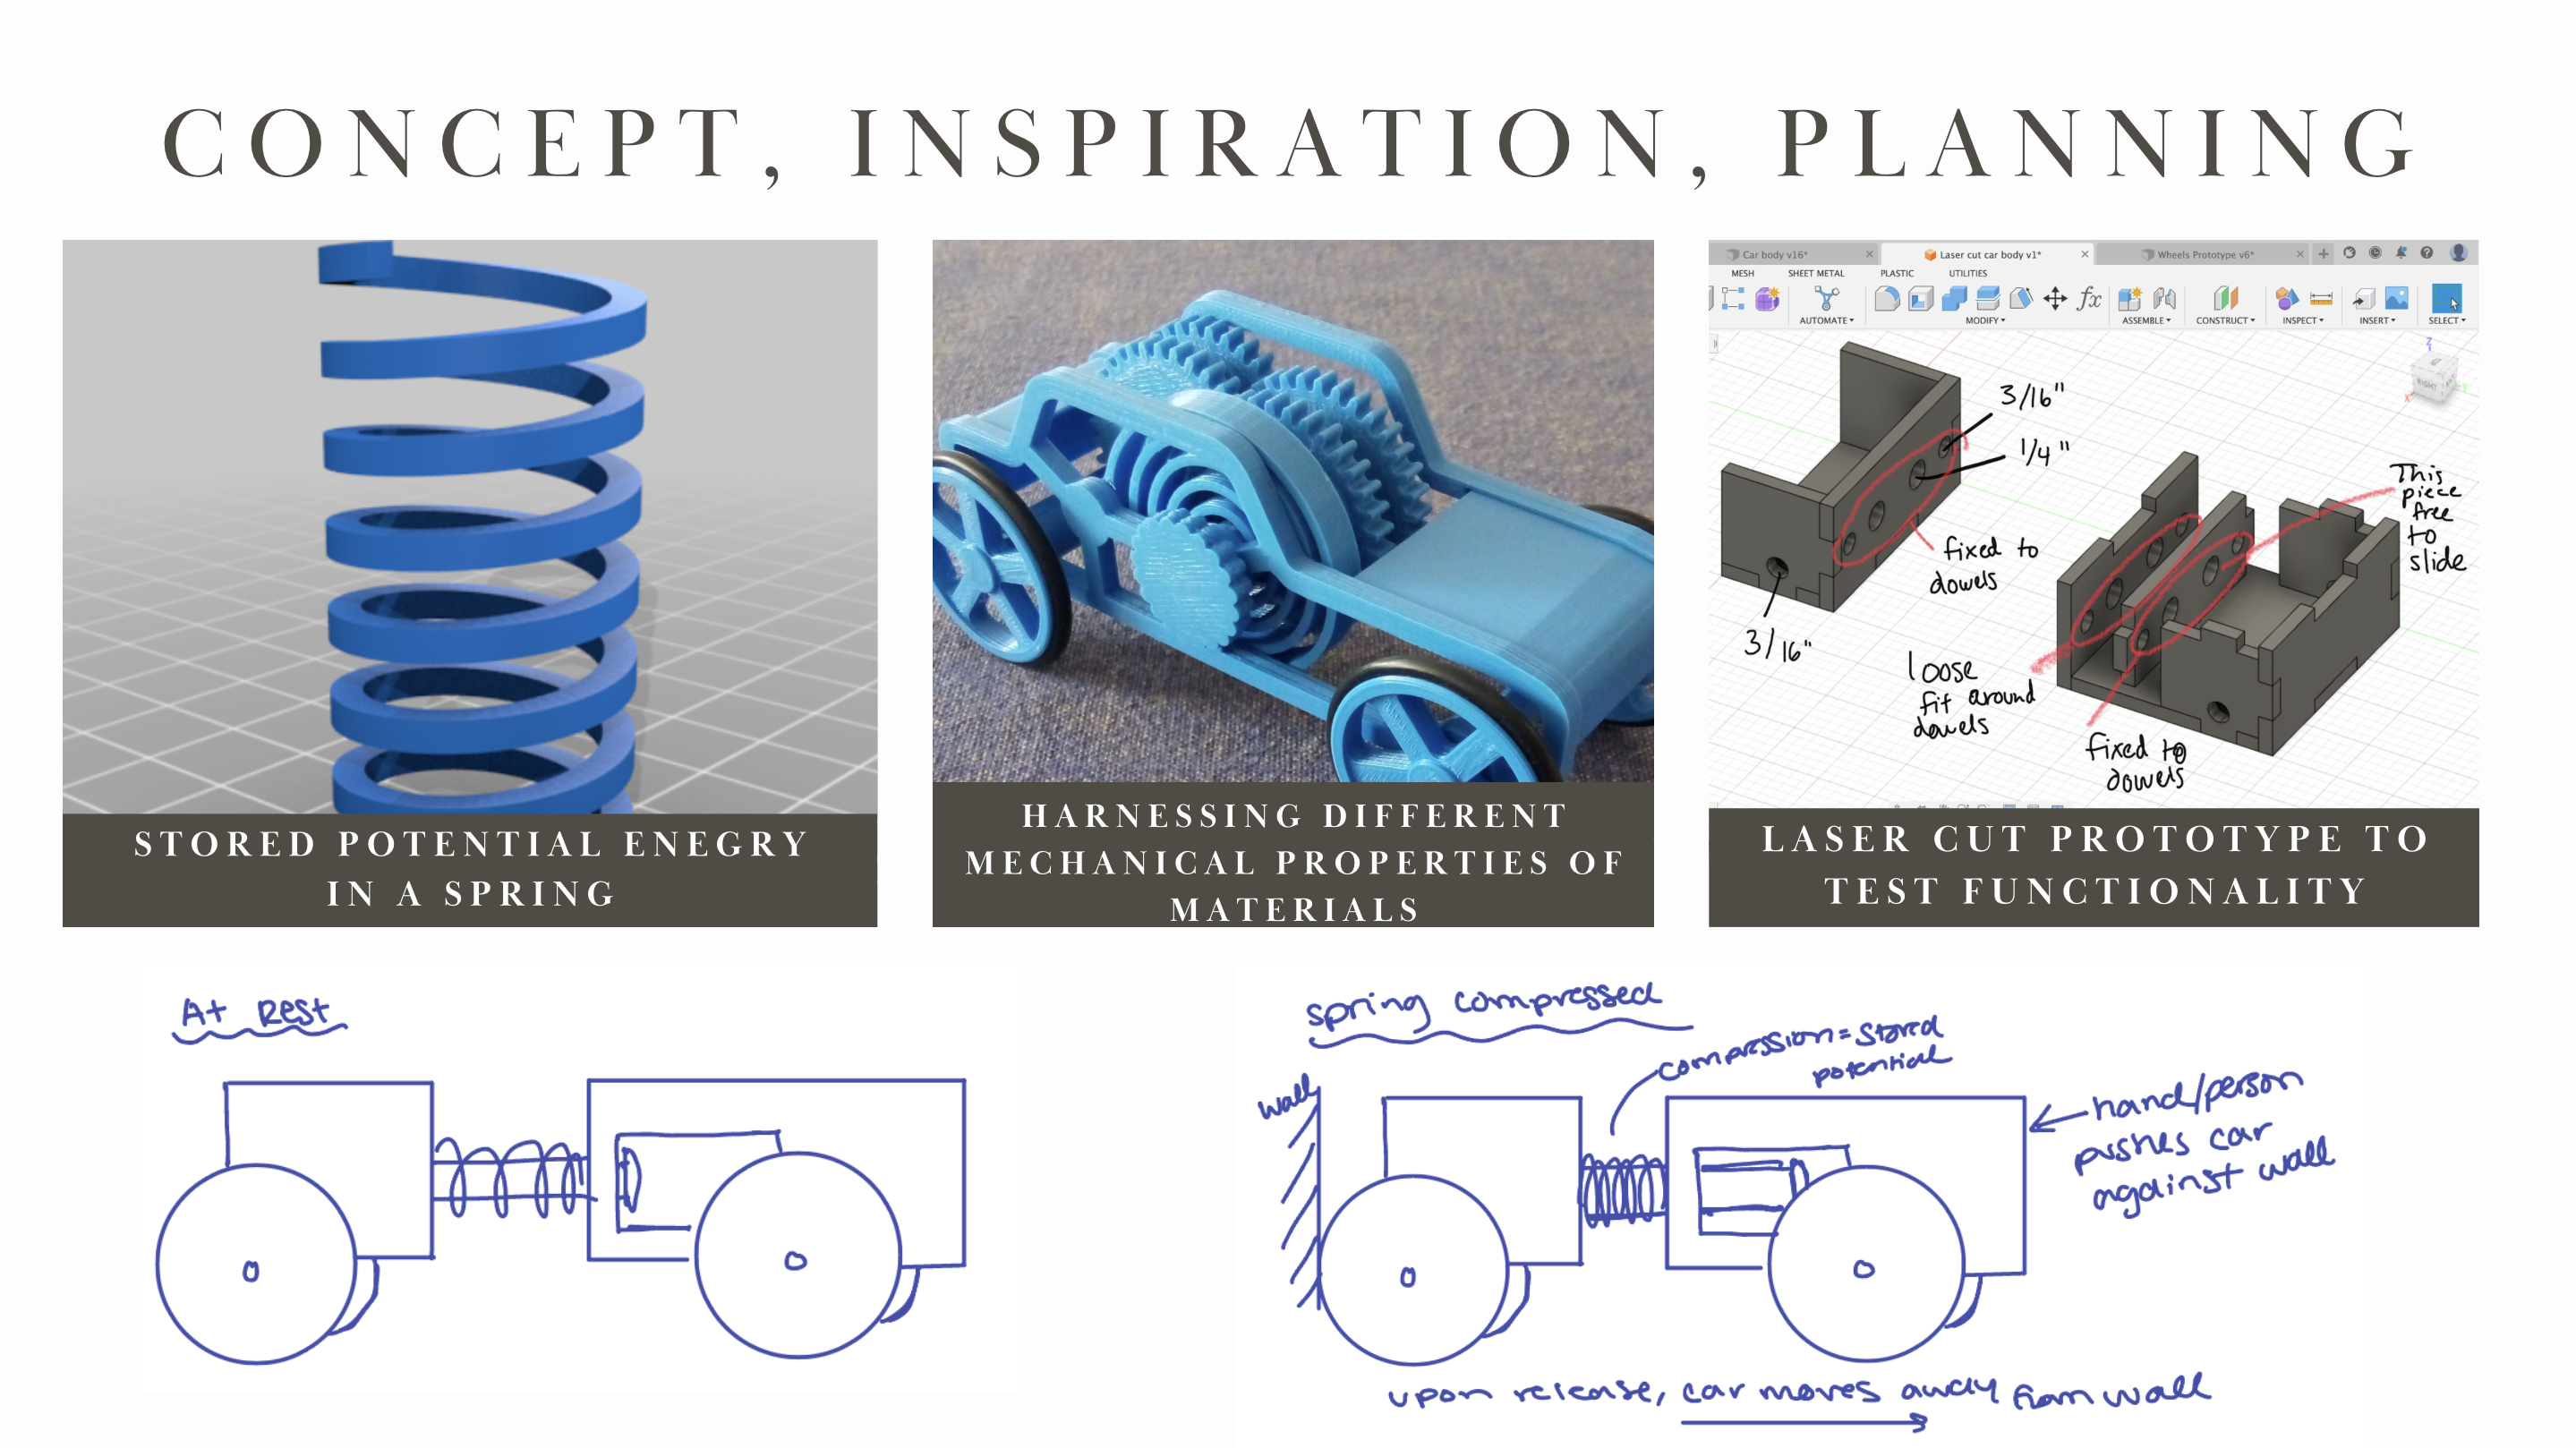 CONCEPT, INSPIRATION, PLANNING
STORED POTENTIAL ENEGRY
IN A SPRING
HARNESSING DIFFERENT
MECHANICAL PROPERTIES OF
MATERIALS
Car body v16*
Laser cut car body v1*
Wheels Prototype v6*
MESH
SHEET METAL
PLASTIC
UTILITIES
fx
AUTOMATE
MODIFY
ASSEMBLE
CONSTRUCT
INSPECT
INSERT
SELECT
Z
RIGHT
3/16"
1/4"
fixed to
dowels
3/16"
This
piece
free
to
slide
loose
fit around
dowels
fixed to
dowels
LASER CUT PROTOTYPE TO
TEST FUNCTIONALITY
At Rest
spring compressed
compression = stored
potential
wall
hand/person
pushes car
against wall
upon release, car moves away from wall